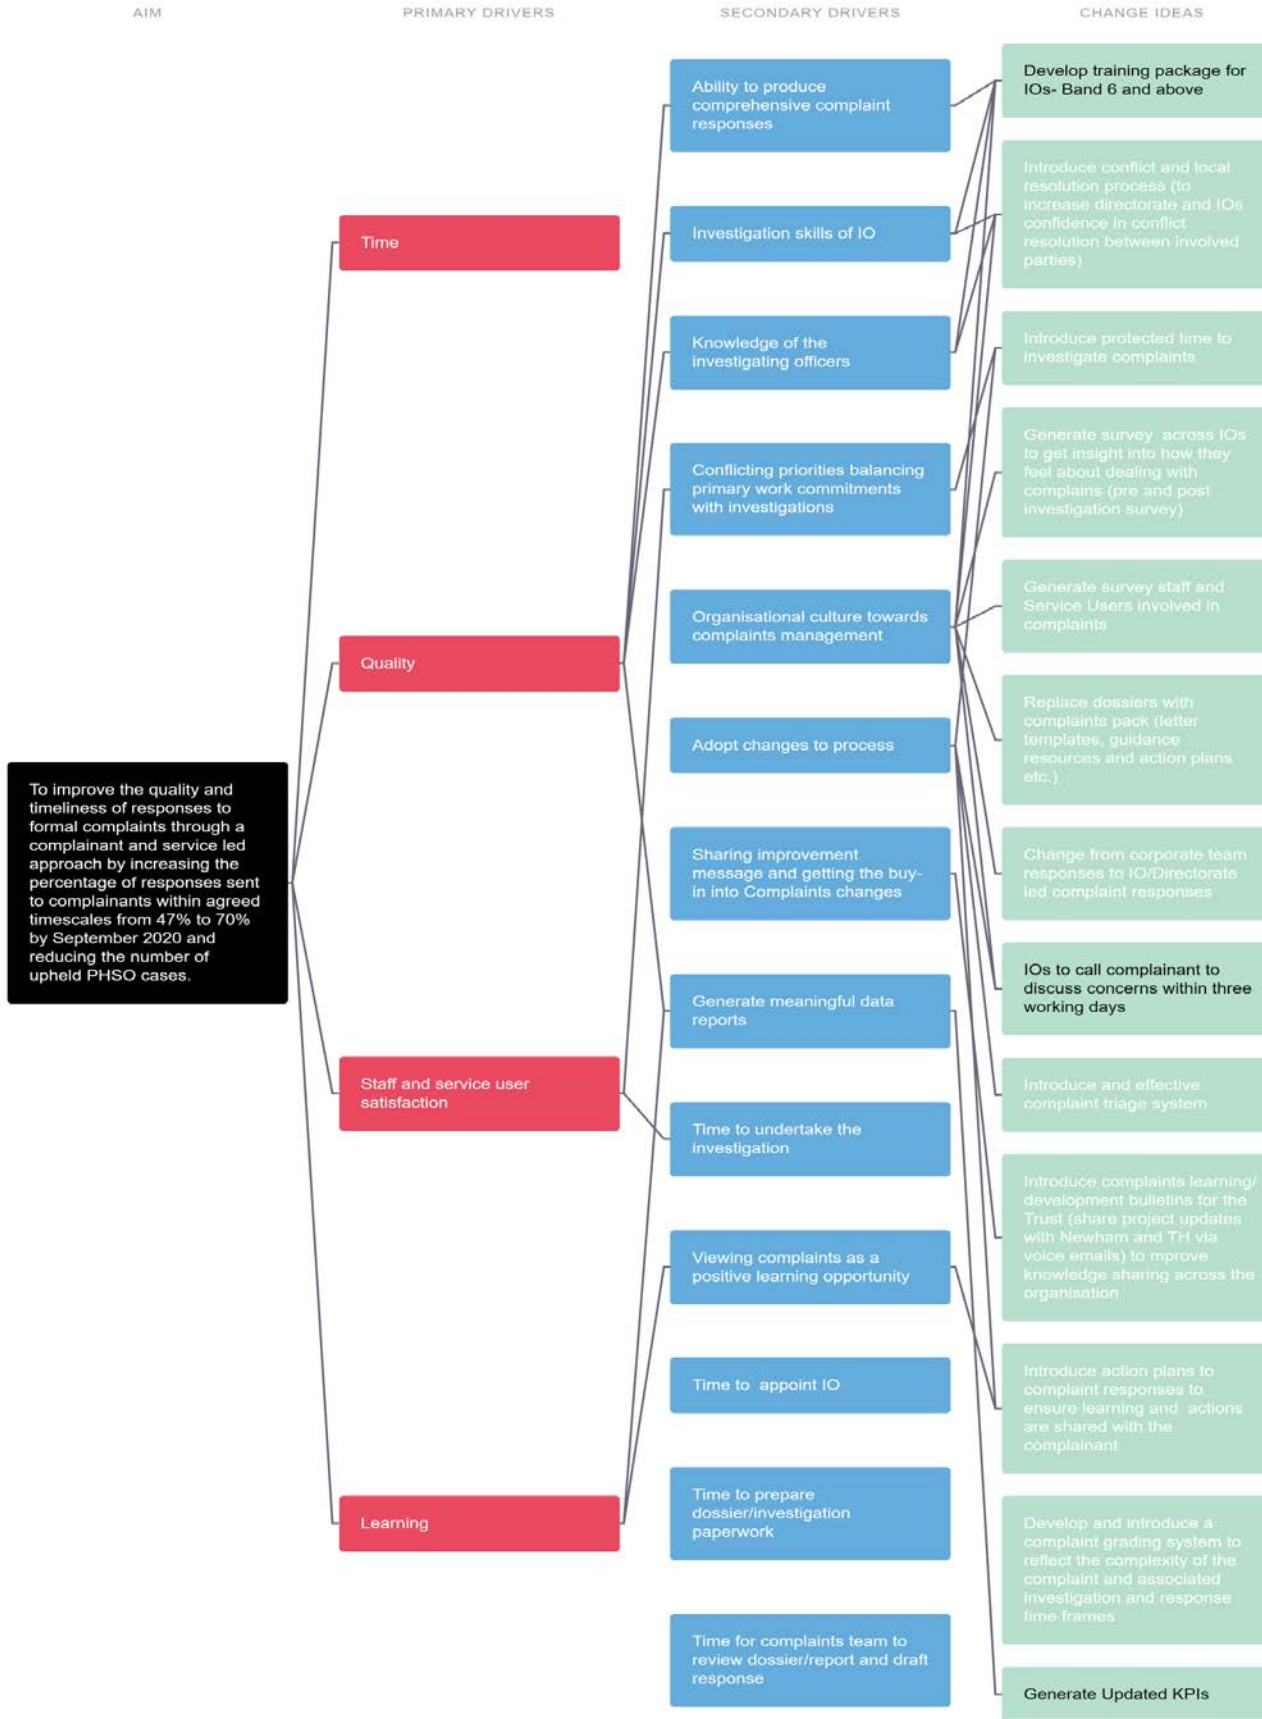 AIM
PRIMARY DRIVERS
SECONDARY DRIVERS
CHANGE IDEAS
To improve the quality and
timeliness of responses to
formal complaints through a
complainant and service led
approach by increasing the
percentage of responses sent
to complainants within agreed
timescales from 47% to 70%
by September 2020 and
reducing the number of
upheld PHSO cases.
Time
Quality
Staff and service user
satisfaction
Learning
Ability to produce
comprehensive complaint
responses
Investigation skills of IO
Knowledge of the
investigating officers
Conflicting priorities balancing
primary work commitments
with investigations
Organisational culture towards
complaints management
Adopt changes to process
Sharing improvement
message and getting the buy-
in into Complaints changes
Generate meaningful data
reports
Time to undertake the
investigation
Viewing complaints as a
positive learning opportunity
Time to appoint IO
Time to prepare
dossier/investigation
paperwork
Time for complaints team to
review dossier/report and draft
response
Develop training package for
IOs- Band 6 and above
Introduce conflict and local
resolution process (to
increase directorate and IOs
confidence in conflict
resolution between involved
parties)
Introduce protected time to
investigate complaints
Generate survey across IOs
to get insight into how they
feel about dealing with
complains (pre and post
investigation survey)
Generate survey staff and
Service Users involved in
complaints
Replace dossiers with
complaints pack (letter
templates, guidance
resources and action plans
etc.)
Change from corporate team
responses to IO/Directorate
led complaint responses
IOs to call complainant to
discuss concerns within three
working days
Introduce and effective
complaint triage system
Introduce complaints learning/
development bulletins for the
Trust (share project updates
with Newham and TH via
voice emails) to mprove
knowledge sharing across the
organisation
Introduce action plans to
complaint responses to
ensure learning and actions
are shared with the
complainant
Develop and introduce a
complaint grading system to
reflect the complexity of the
complaint and associated
investigation and response
time frames
Generate Updated KPIs